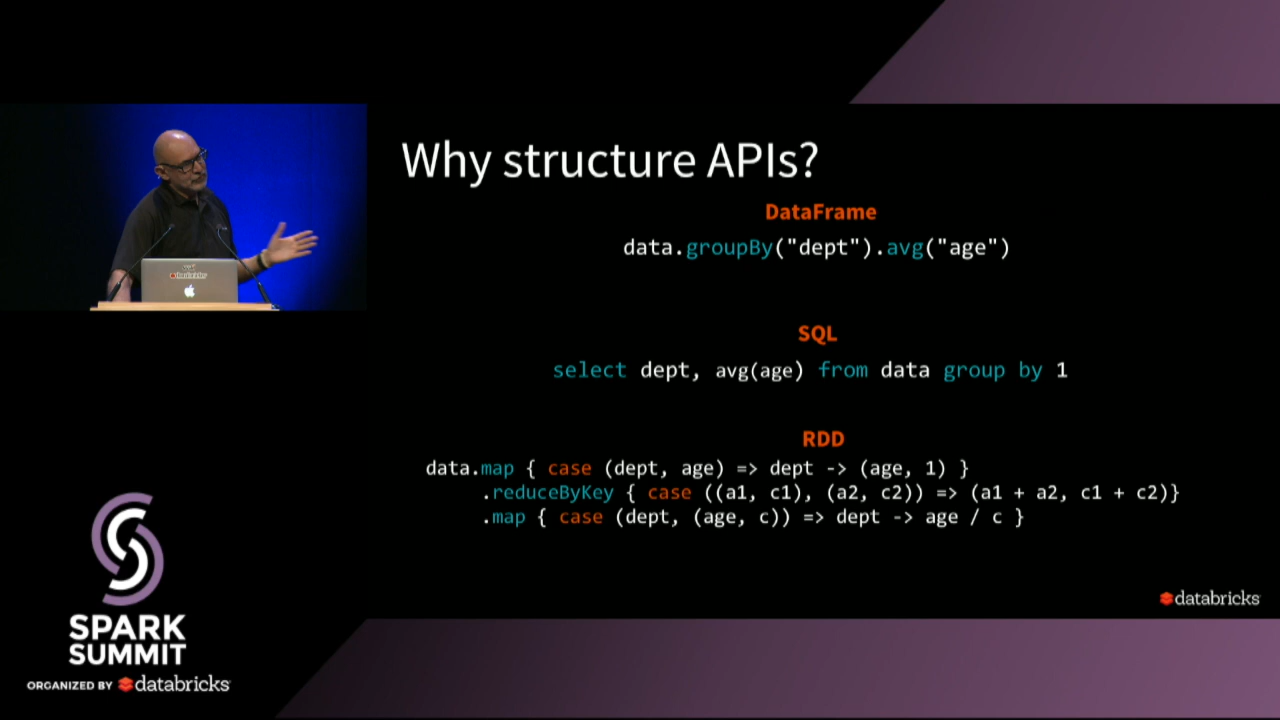 Why structure APIs?
DataFrame
data.groupBy("dept").avg("age")
SQL
select dept, avg(age) from data group by 1
RDD
data.map { case (dept, age) => dept -> (age, 1) }
.reduceByKey { case ((a1, c1), (a2, c2)) => (a1 + a2, c1 + c2)}
.map { case (dept, (age, c)) => dept -> age / c }
databricks
SPARK
SUMMIT
ORGANIZED BY databricks